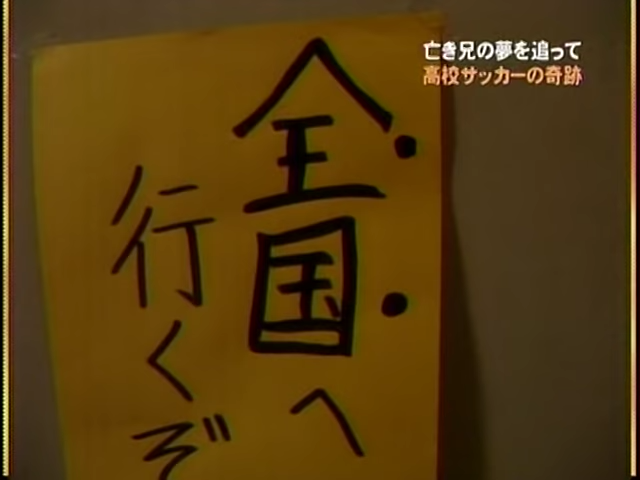 亡き兄の夢を追って
高校サッカーの奇跡
全国へ
行くぞ